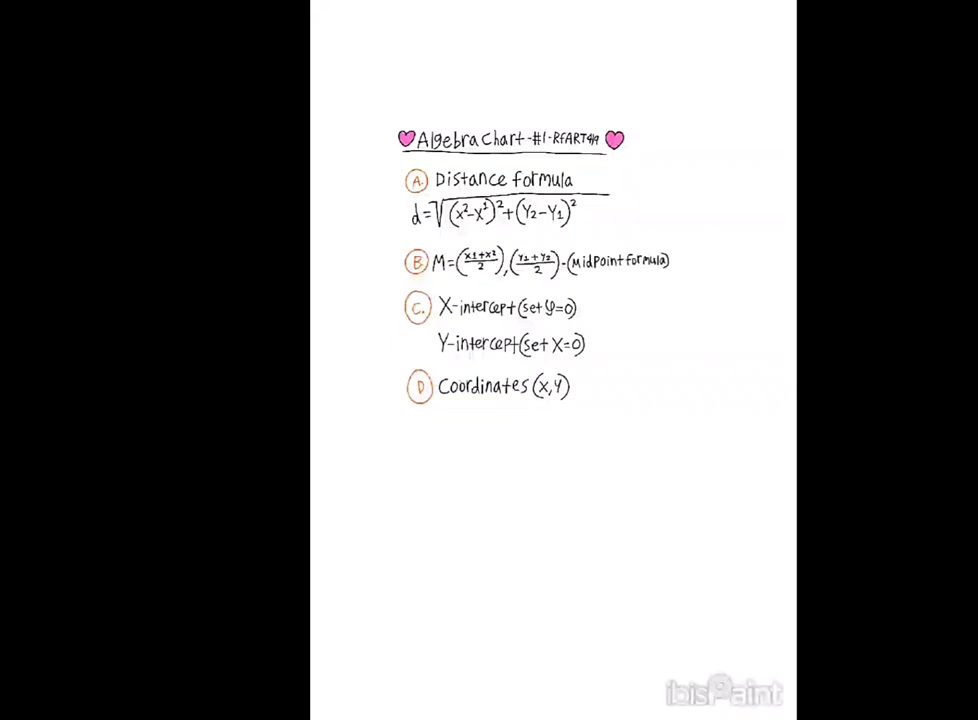 Algebra Chart-#1-RFART419
A. Distance formula
d=√(x²-x¹)²+(Y₂-Y₁)²
B. M=(x1+x2/2),(Y₁+Y₂/2)-(Midpoint formula)
C. X-intercept(set y=0)
Y-intercept(set X=0)
D Coordinates(x,y)
ibisPaint